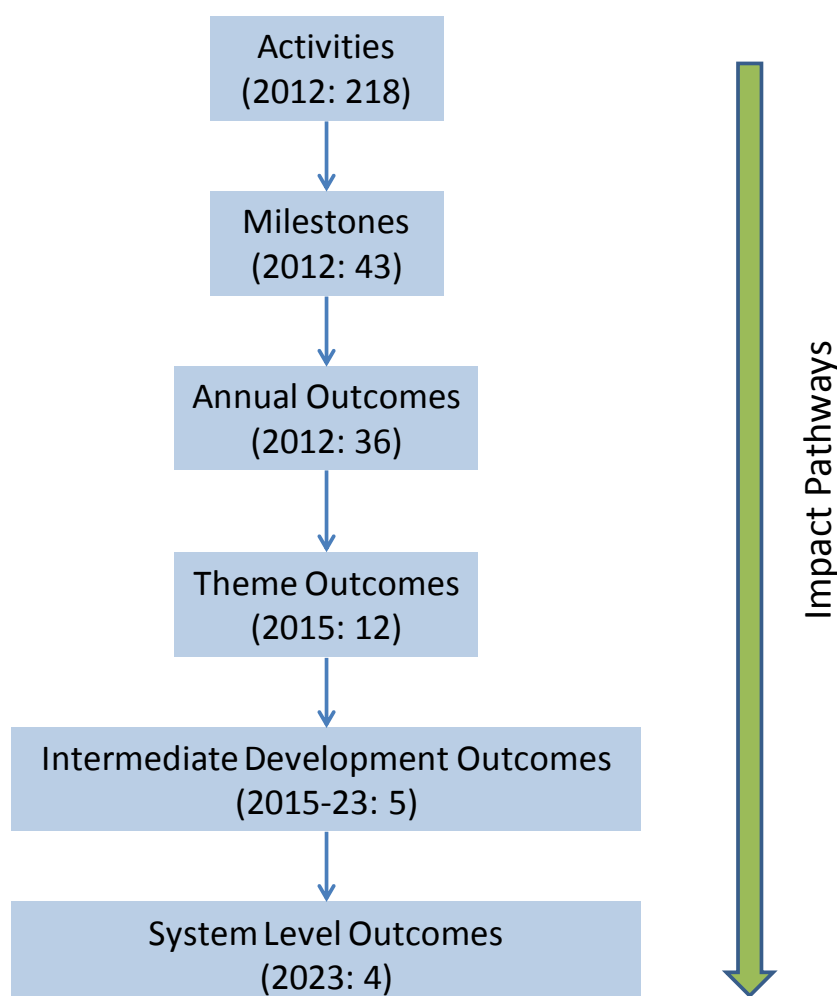 Activities
(2012: 218)
Milestones
(2012: 43)
Annual Outcomes
(2012: 36)
Theme Outcomes
(2015: 12)
Intermediate Development Outcomes
(2015-23: 5)
System Level Outcomes
(2023: 4)
Impact Pathways